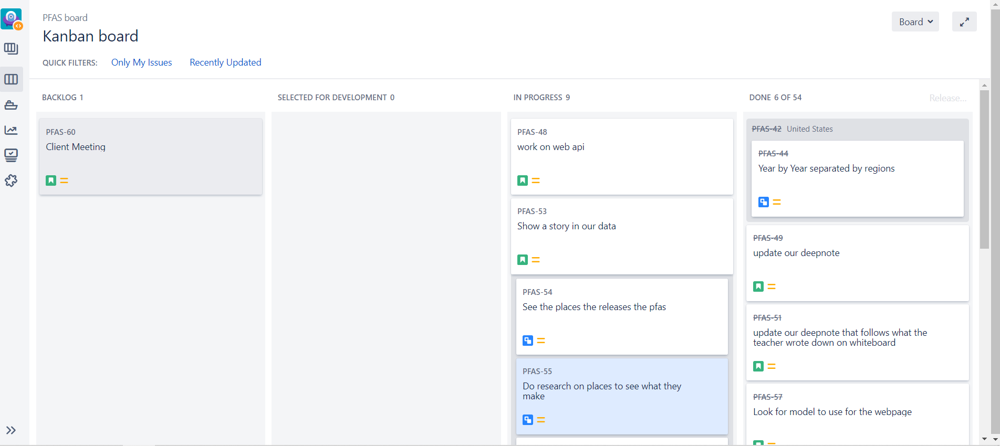 PFAS board
Kanban board
Board
QUICK FILTERS:
Only My Issues
Recently Updated
BACKLOG 1
PFAS-60
Client Meeting
SELECTED FOR DEVELOPMENT 0
IN PROGRESS 9
PFAS-48
work on web api
PFAS-53
Show a story in our data
PFAS-54
See the places the releases the pfas
PFAS-55
Do research on places to see what they
make
DONE 6 OF 54
Release...
PFAS-42 United States
PFAS-44
Year by Year separated by regions
PFAS-49
update our deepnote
PFAS-51
update our deepnote that follows what the
teacher wrote down on whiteboard
PFAS-57
Look for model to use for the webpage